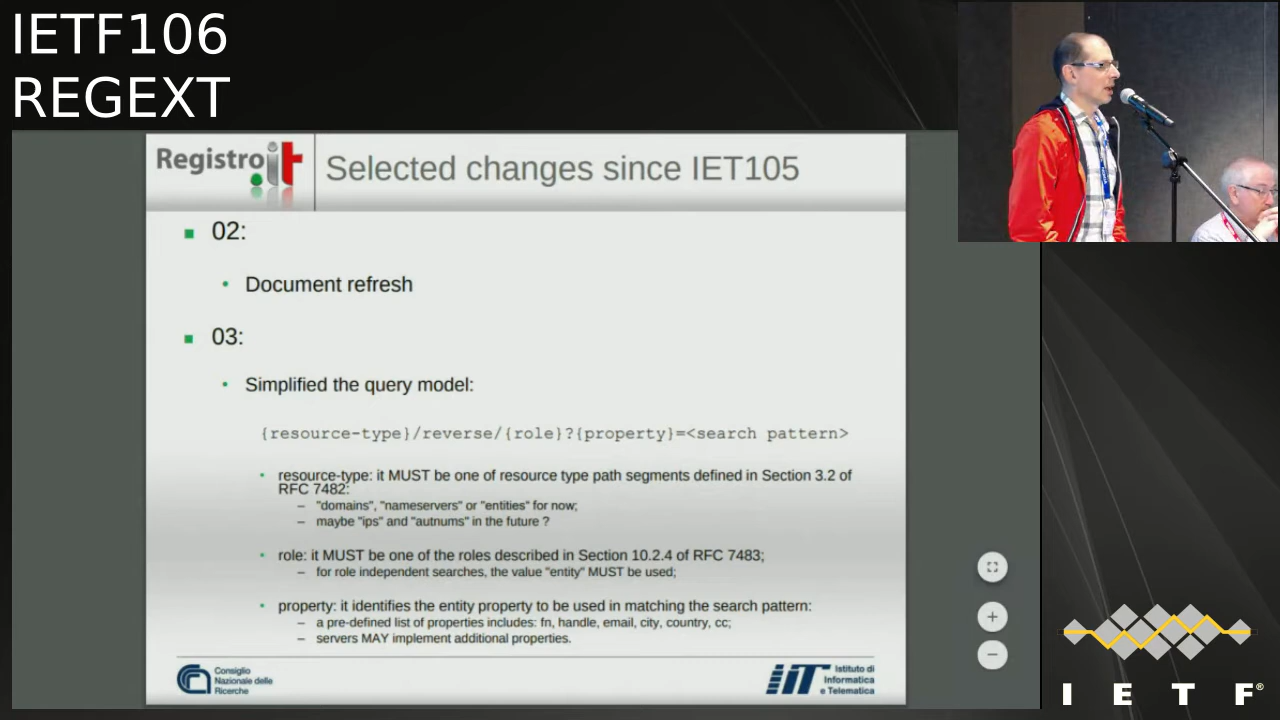 IETF106
REGEXT
Registro.it
Selected changes since IET105
02:
Document refresh
03:
Simplified the query model:
{resource-type}/reverse/{role}?{property}=<search pattern>
resource-type: it MUST be one of resource type path segments defined in Section 3.2 of
RFC 7482:
– "domains", "nameservers" or "entities" for now;
– maybe "ips" and "autnums" in the future ?
role: it MUST be one of the roles described in Section 10.2.4 of RFC 7483;
– for role independent searches, the value "entity" MUST be used;
property: it identifies the entity property to be used in matching the search pattern:
– a pre-defined list of properties includes: fn, handle, email, city, country, cc;
– servers MAY implement additional properties.
Consiglio
Nazionale delle
Ricerche
IIT
Istituto di
Informatica
e Telematica
I E T F®